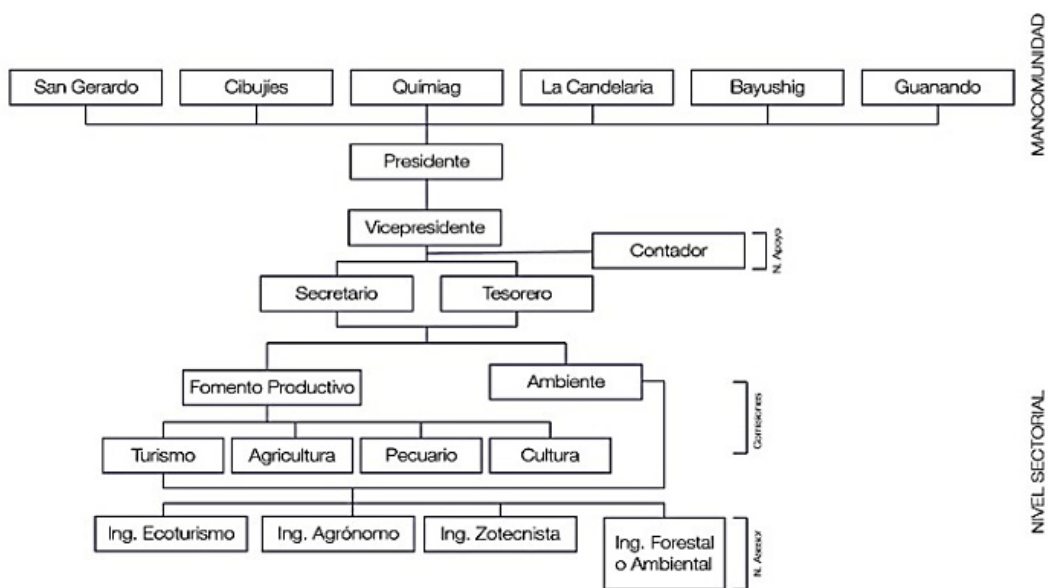 San Gerardo
Cibujíes
Químiag
La Candelaria
Bayushig
Guanando
MANCOMUNIDAD
Presidente
Vicepresidente
Contador
N. Apoyo
Secretario
Tesorero
Fomento Productivo
Ambiente
Comisiones
NIVEL SECTORIAL
Turismo
Agricultura
Pecuario
Cultura
Ing. Ecoturismo
Ing. Agrónomo
Ing. Zotecnista
Ing. Forestal
o Ambiental
N. Asesor